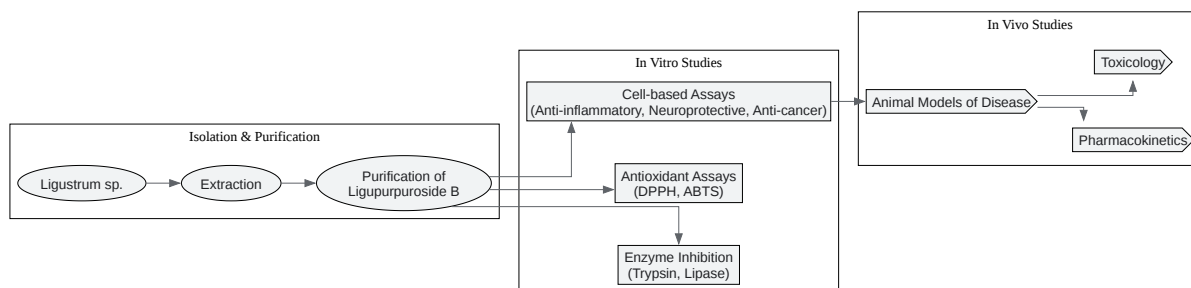 Isolation & Purification
Ligustrum sp.
Extraction
Purification of
Ligupurpuroside B
In Vitro Studies
Cell-based Assays
(Anti-inflammatory, Neuroprotective, Anti-cancer)
Antioxidant Assays
(DPPH, ABTS)
Enzyme Inhibition
(Trypsin, Lipase)
In Vivo Studies
Animal Models of Disease
Toxicology
Pharmacokinetics